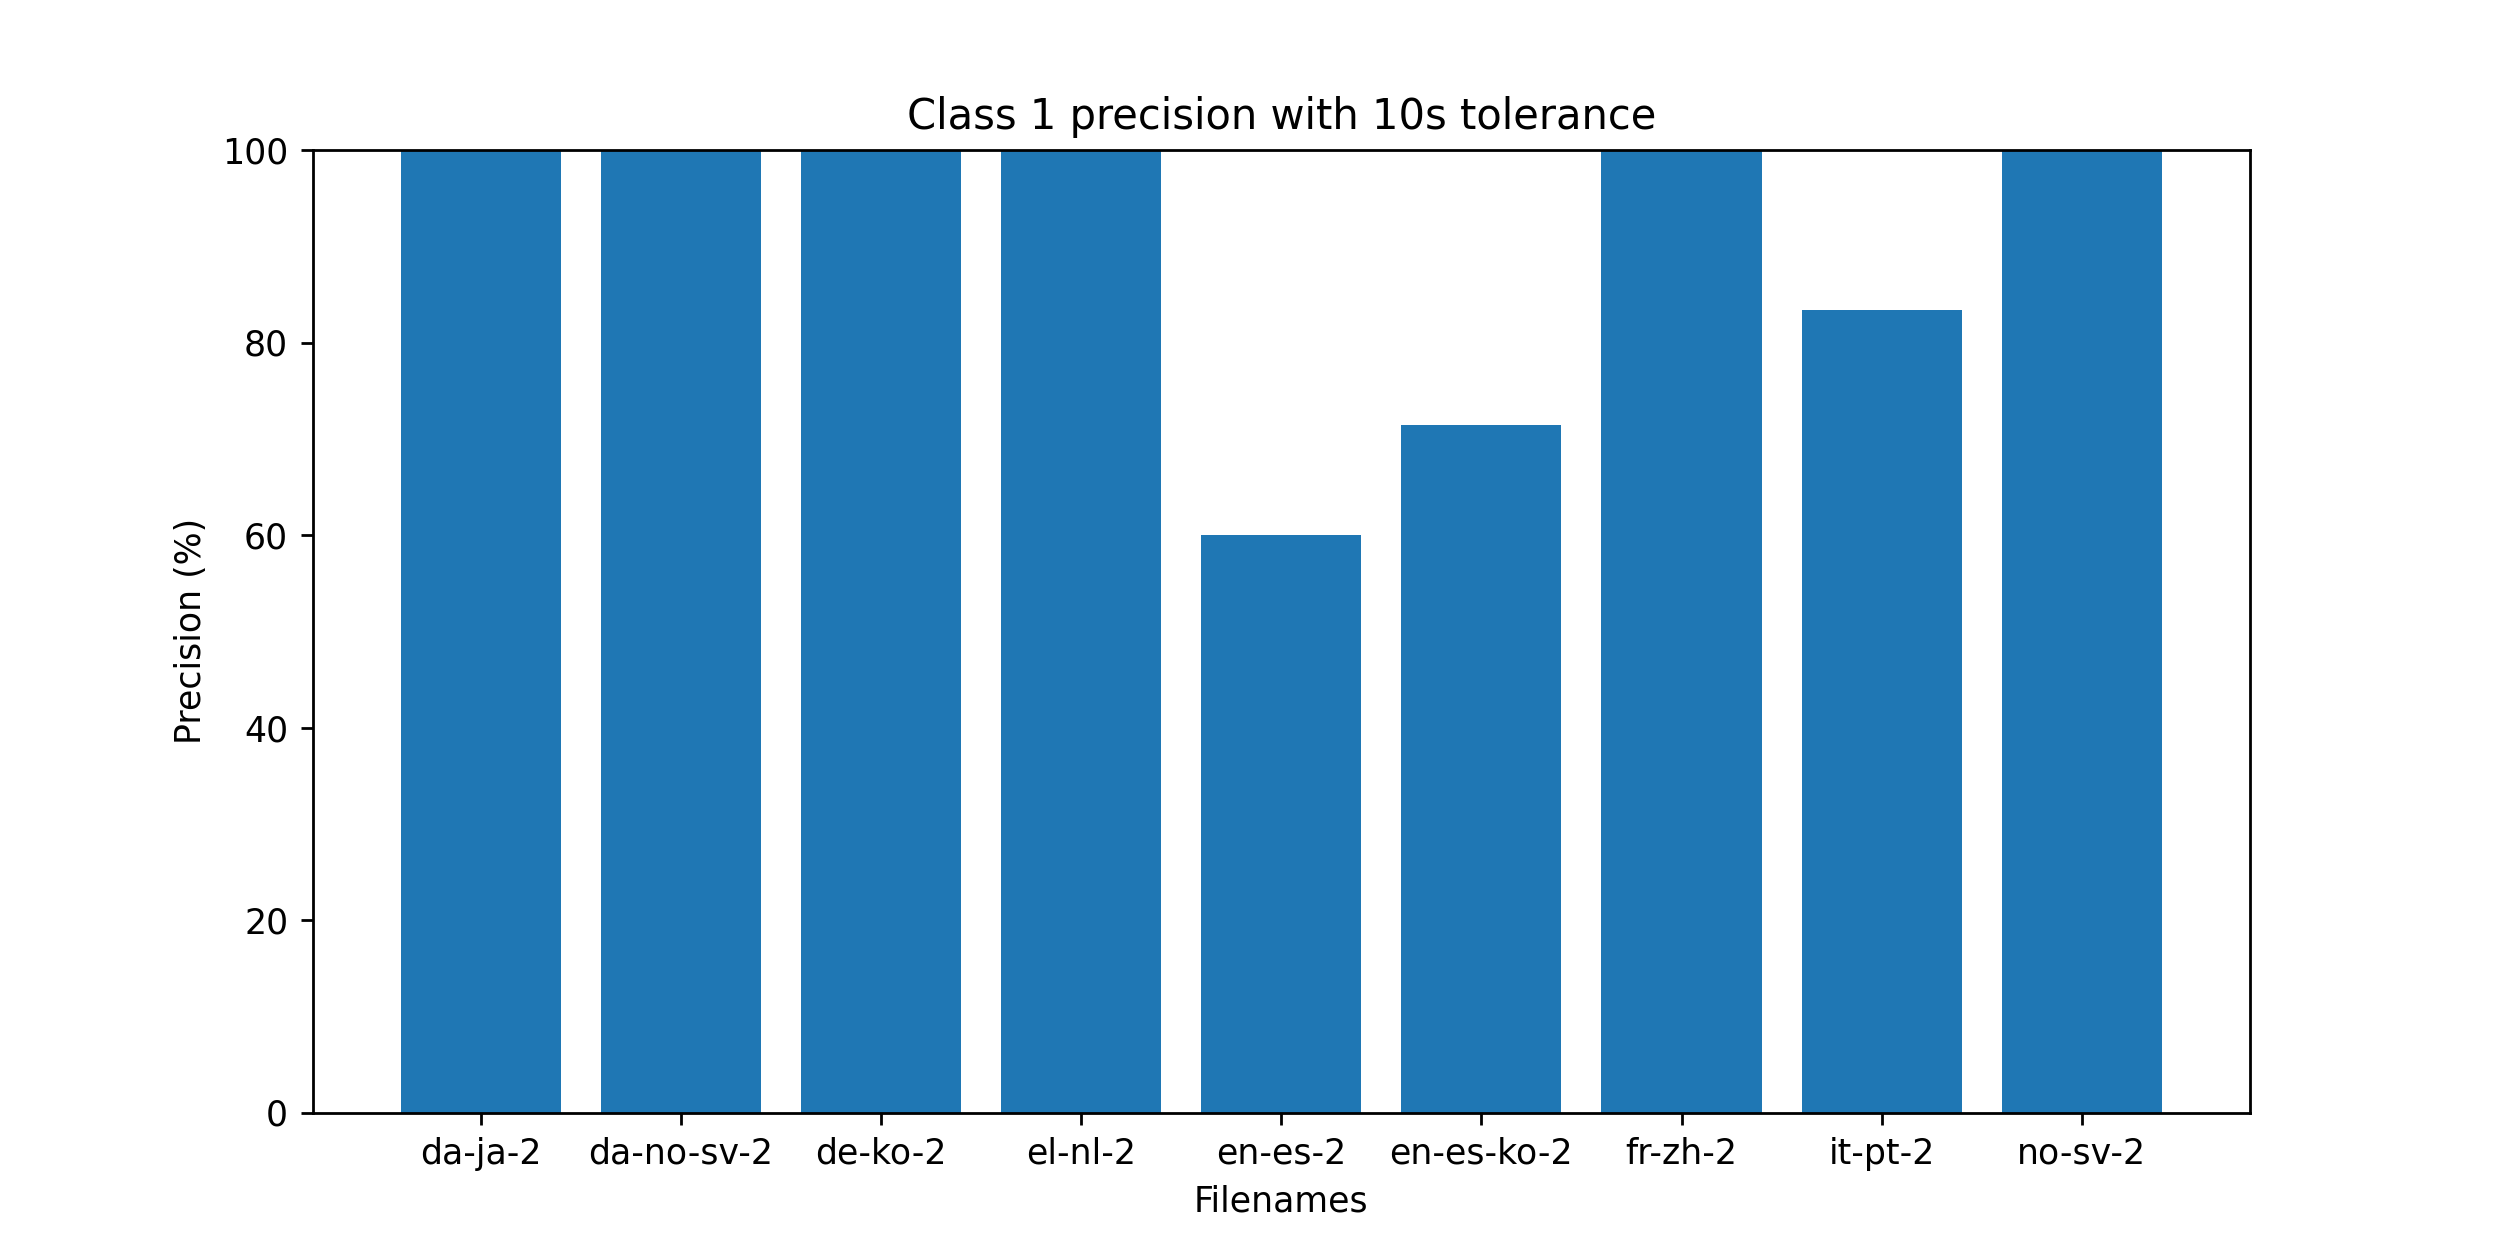 Class 1 precision with 10s tolerance
Precision (%)
100
80
60
40
20
0
da-ja-2 da-no-sv-2 de-ko-2 el-nl-2 en-es-2 en-es-ko-2 fr-zh-2 it-pt-2 no-sv-2
Filenames